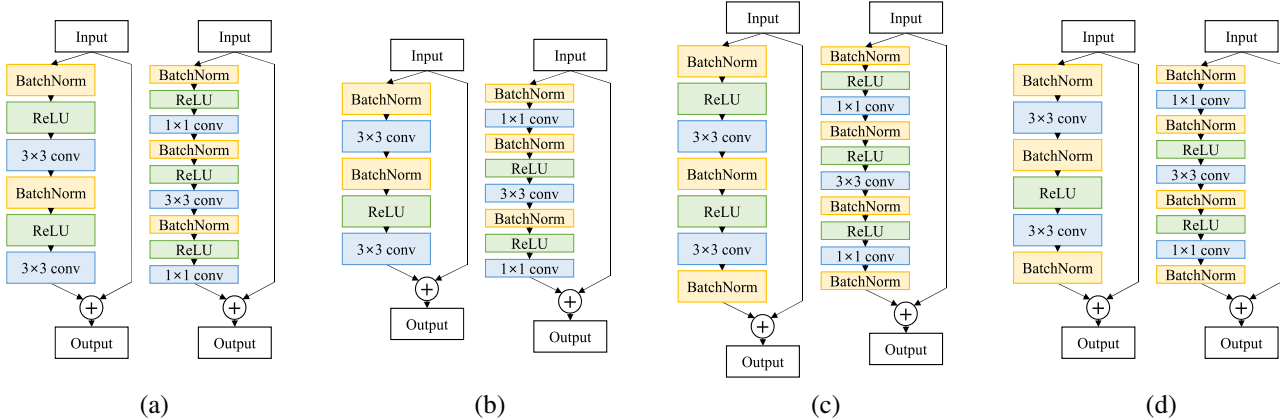 Input
BatchNorm
ReLU
3×3 conv
BatchNorm
ReLU
3×3 conv
+
Output
Input
BatchNorm
ReLU
1×1 conv
BatchNorm
ReLU
3×3 conv
BatchNorm
ReLU
1×1 conv
+
Output
(a)
Input
BatchNorm
3×3 conv
BatchNorm
ReLU
3×3 conv
+
Output
Input
BatchNorm
1×1 conv
BatchNorm
ReLU
3×3 conv
BatchNorm
ReLU
1×1 conv
+
Output
(b)
Input
BatchNorm
ReLU
3×3 conv
BatchNorm
ReLU
3×3 conv
BatchNorm
+
Output
Input
BatchNorm
ReLU
1×1 conv
BatchNorm
ReLU
3×3 conv
BatchNorm
ReLU
1×1 conv
BatchNorm
+
Output
(c)
Input
BatchNorm
3×3 conv
BatchNorm
ReLU
3×3 conv
BatchNorm
+
Output
Input
BatchNorm
1×1 conv
BatchNorm
ReLU
3×3 conv
BatchNorm
ReLU
1×1 conv
BatchNorm
+
Output
(d)